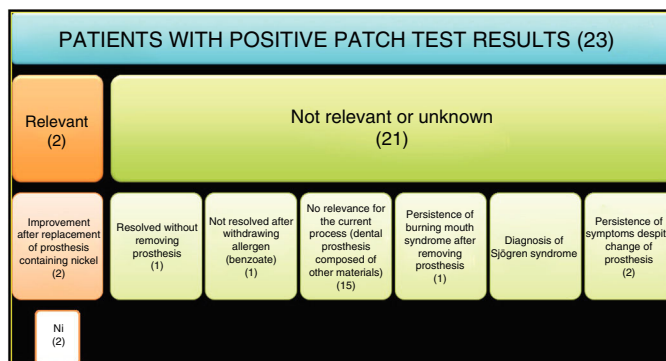 PATIENTS WITH POSITIVE PATCH TEST RESULTS (23)
Relevant
(2)
Not relevant or unknown
(21)
Improvement
after replacement
of prosthesis
containing nickel
(2)
Resolved without
removing
prosthesis
(1)
Not resolved after
withdrawing
allergen
(benzoate)
(1)
No relevance for
the current
process (dental
prosthesis
composed of
other materials)
(15)
Persistence of
burning mouth
syndrome after
removing
prosthesis
(1)
Diagnosis of
Sjögren syndrome
Persistence of
symptoms despit
change of
prosthesis
(2)
Ni
(2)